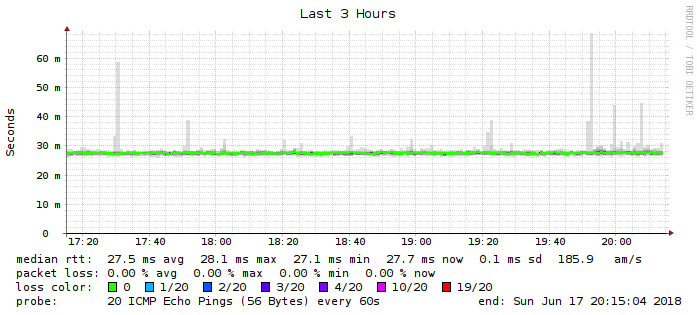 Last 3 Hours
RRDTOOL / TOBI OETIKER
Seconds
60 m
50 m
40 m
30 m
20 m
10 m
0
17:20 17:40 18:00 18:20 18:40 19:00 19:20 19:40 20:00
median rtt: 27.5 ms avg 28.1 ms max 27.1 ms min 27.7 ms now 0.1 ms sd 185.9 am/s
packet loss: 0.00 % avg 0.00 % max 0.00 % min 0.00 % now
loss color: 0 1/20 2/20 3/20 4/20 10/20 19/20
probe: 20 ICMP Echo Pings (56 Bytes) every 60s end: Sun Jun 17 20:15:04 2018